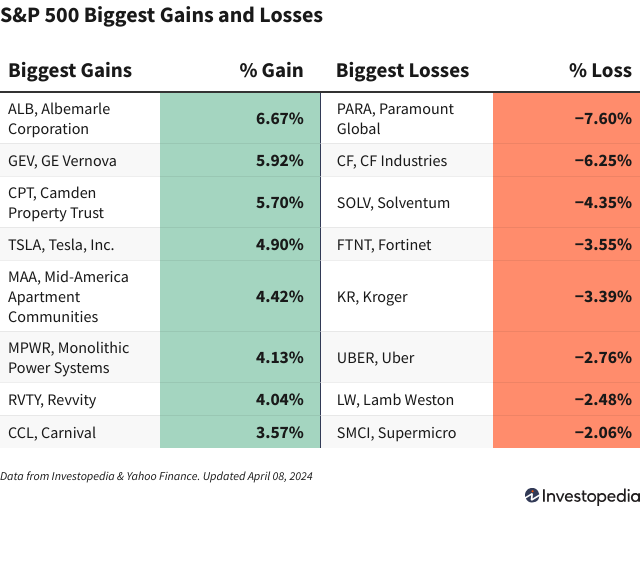 S&P 500 Biggest Gains and Losses
Biggest Gains % Gain Biggest Losses % Loss
ALB, Albemarle
Corporation
6.67%
PARA, Paramount
Global
−7.60%
GEV, GE Vernova 5.92% CF, CF Industries −6.25%
CPT, Camden
Property Trust
5.70%
SOLV, Solventum
−4.35%
TSLA, Tesla, Inc. 4.90% FTNT, Fortinet −3.55%
MAA, Mid-America
Apartment
Communities
4.42%
KR, Kroger
−3.39%
MPWR, Monolithic
Power Systems
4.13%
UBER, Uber
−2.76%
RVTY, Revvity 4.04% LW, Lamb Weston −2.48%
CCL, Carnival 3.57% SMCI, Supermicro −2.06%
Data from Investopedia & Yahoo Finance. Updated April 08, 2024
Investopedia